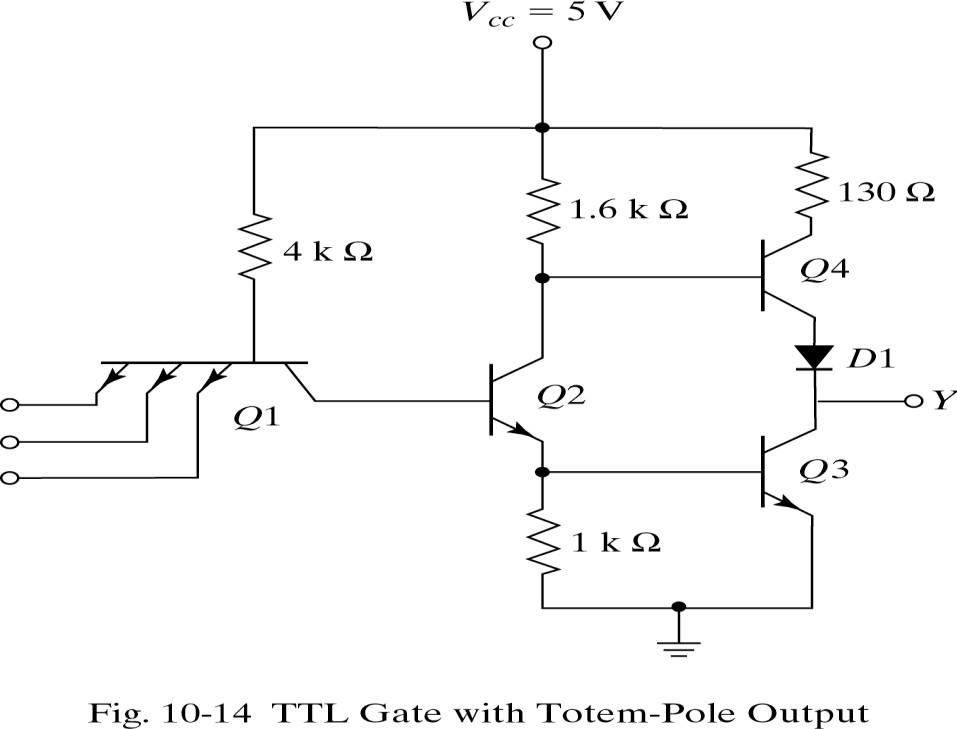 Vcc = 5 V
130 Ω
1.6 k Ω
4 k Ω
Q4
D1
Q2
Y
Q1
Q3
1 k Ω
Fig. 10-14 TTL Gate with Totem-Pole Output